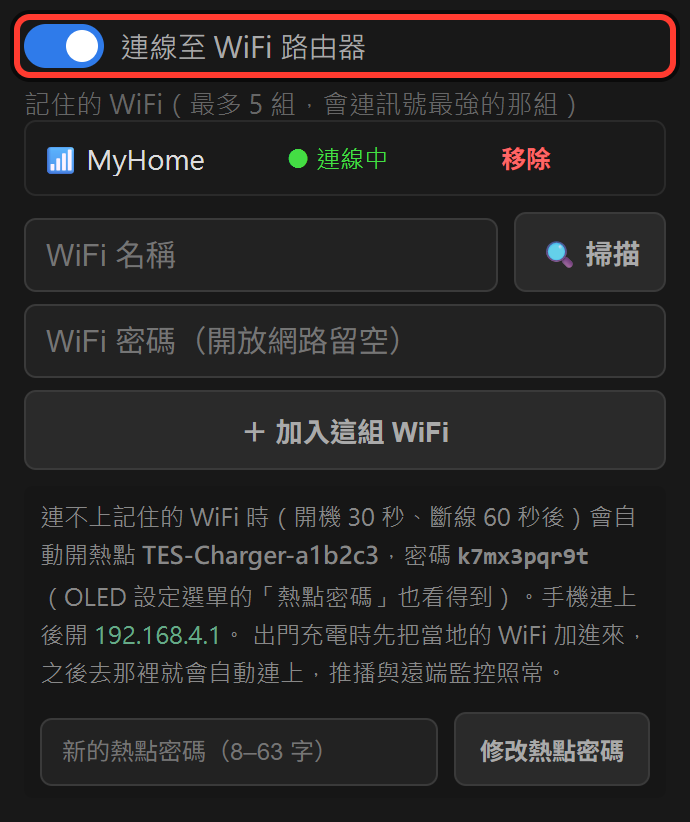 連線至 WiFi 路由器
記住的 WiFi（最多 5 組，會連訊號最強的那組）
MyHome 連線中 移除
WiFi 名稱 掃描
WiFi 密碼（開放網路留空）
＋ 加入這組 WiFi
連不上記住的 WiFi 時（開機 30 秒、斷線 60 秒後）會自
動開熱點 TES-Charger-a1b2c3，密碼 k7mx3pqr9t
（OLED 設定選單的「熱點密碼」也看得到）。手機連上
後開 192.168.4.1。 出門充電時先把當地的 WiFi 加進來，
之後去那裡就會自動連上，推播與遠端監控照常。
新的熱點密碼（8–63 字） 修改熱點密碼